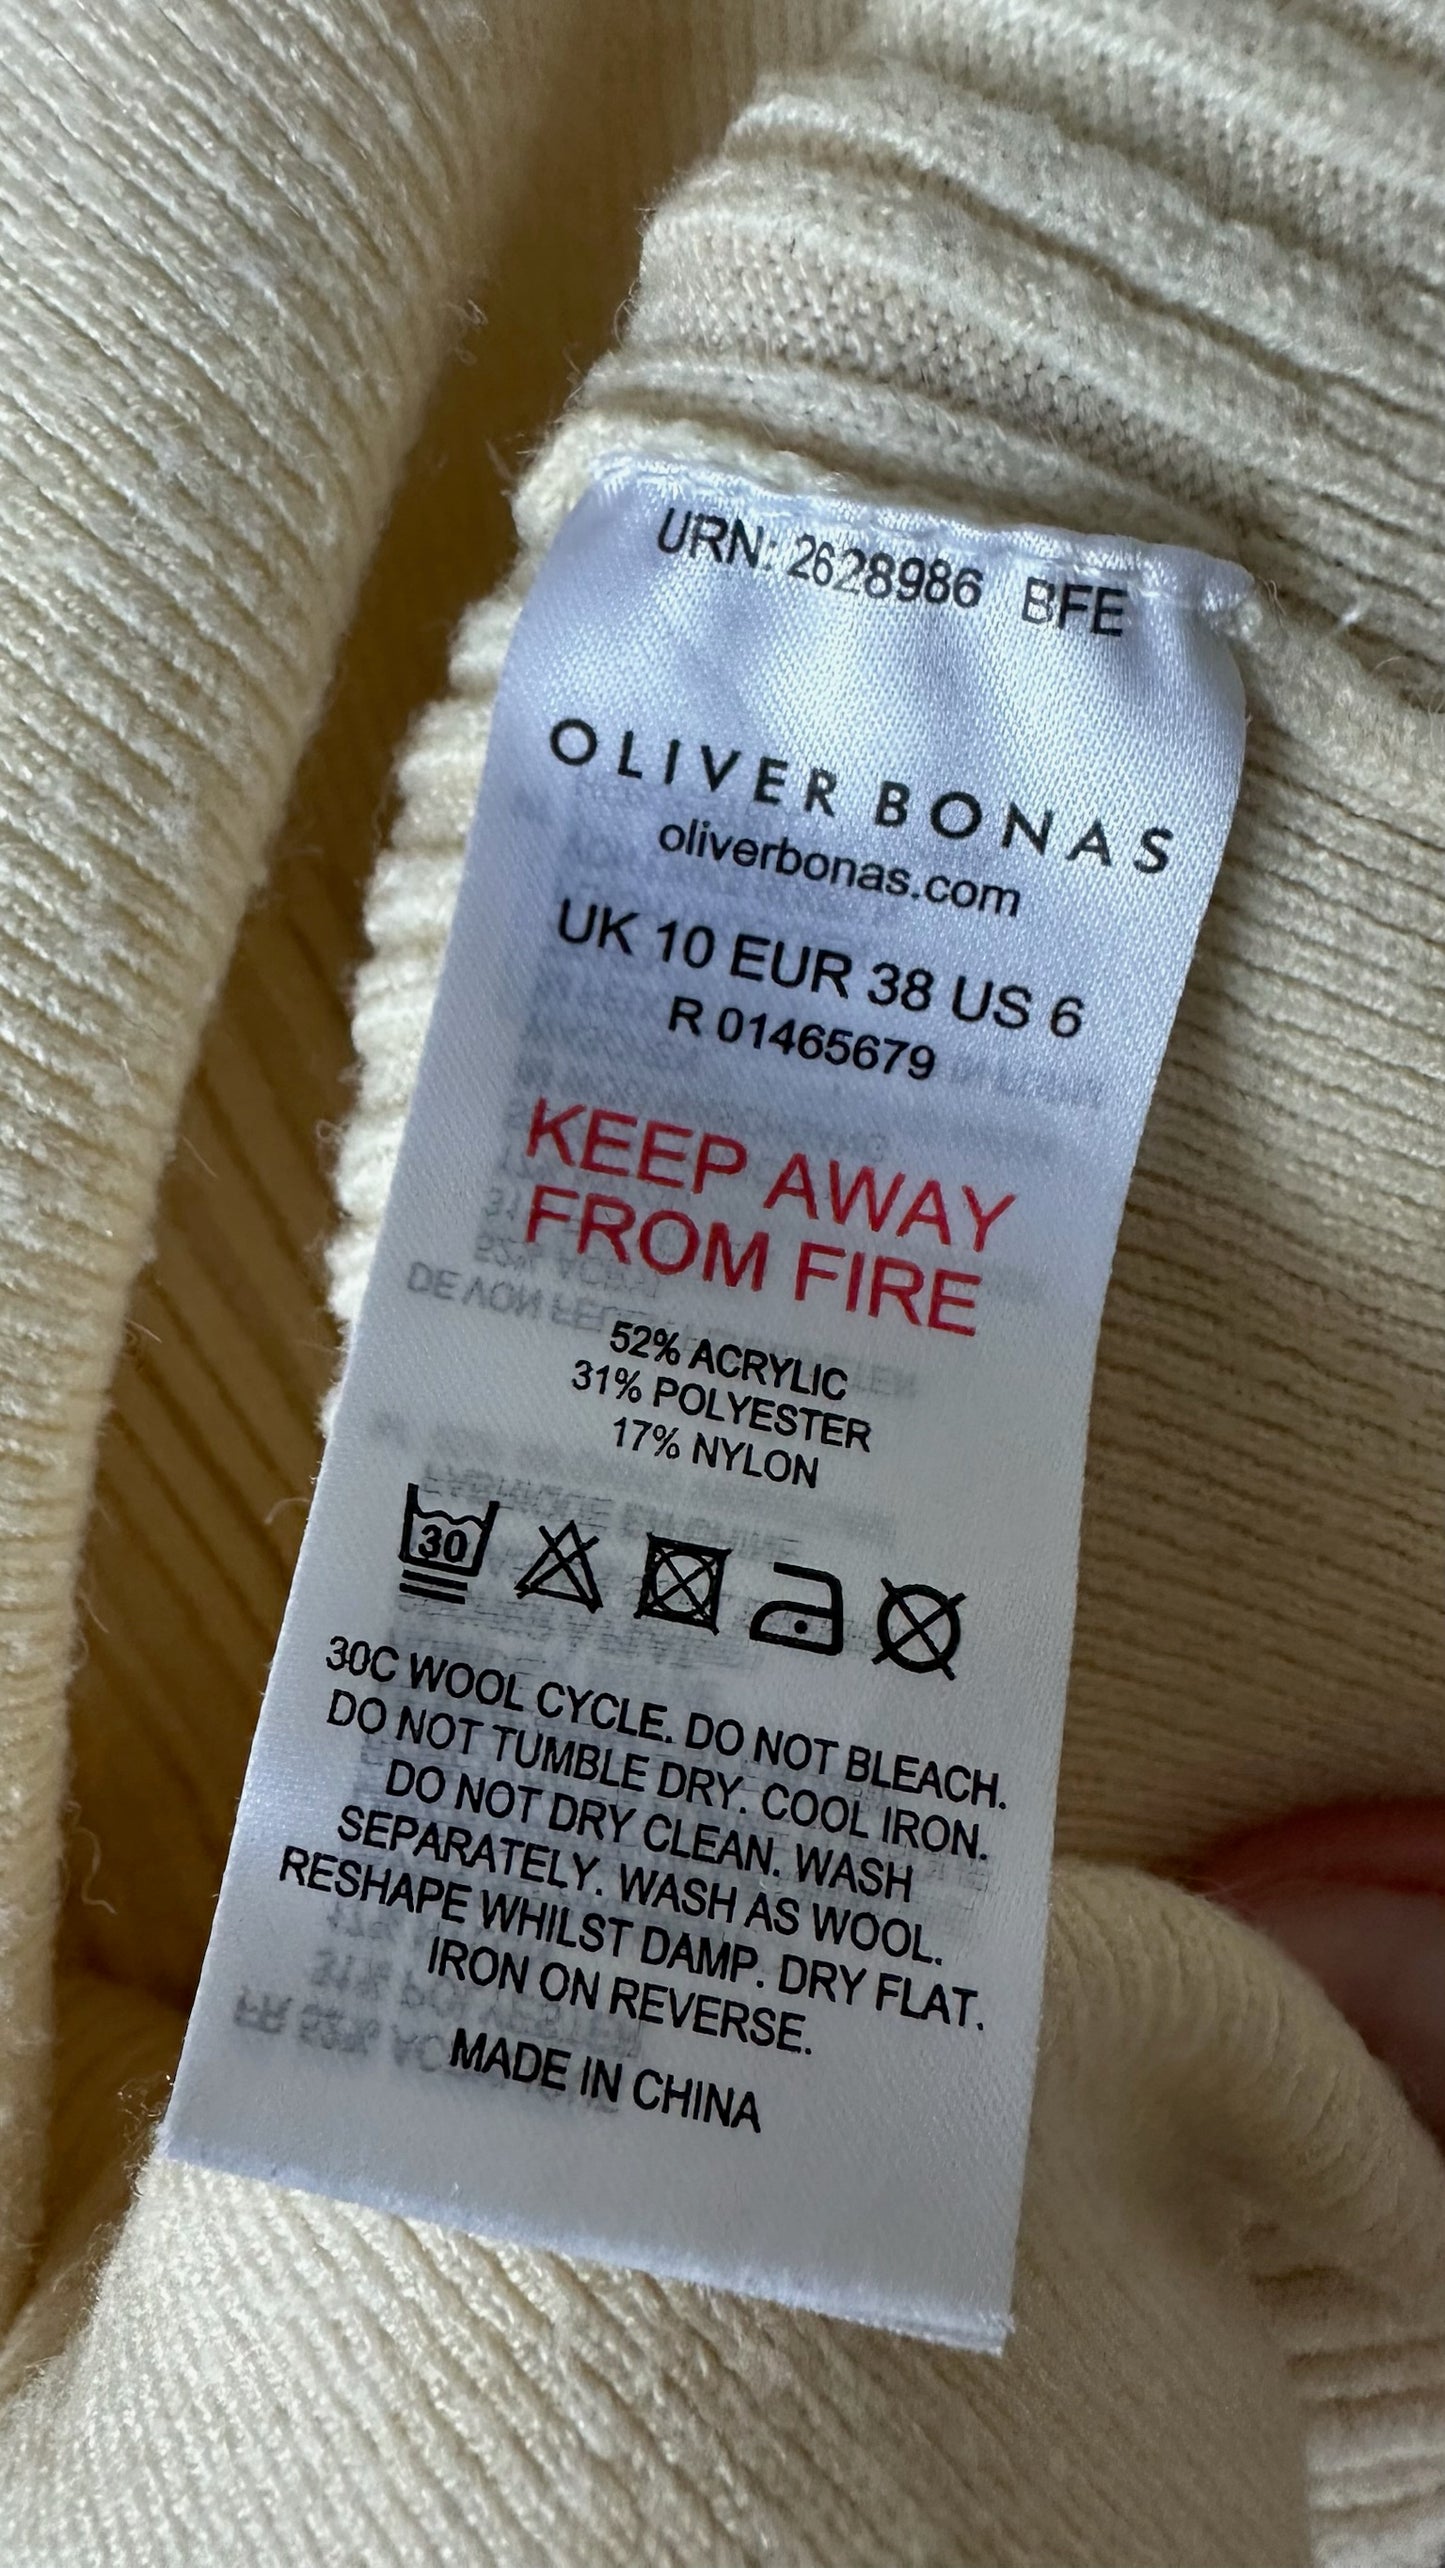 URN: 2628986 BFE
OLIVER BONAS
oliverbonas.com
UK 10 EUR 38 US 6
R 01465679
KEEP AWAY
FROM FIRE
52% ACRYLIC
31% POLYESTER
17% NYLON
30
30C WOOL CYCLE. DO NOT BLEACH.
DO NOT TUMBLE DRY. COOL IRON.
DO NOT DRY CLEAN. WASH
SEPARATELY. WASH AS WOOL.
RESHAPE WHILST DAMP. DRY FLAT.
IRON ON REVERSE.
MADE IN CHINA